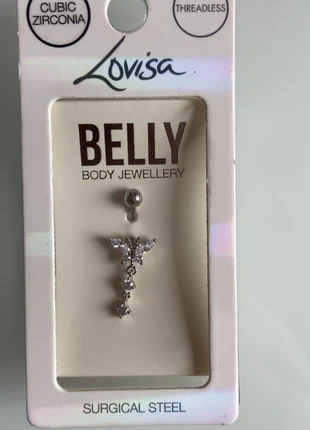 CUBIC
ZIRCONIA
THREADLESS
Lovisa
BELLY
BODY JEWELLERY
SURGICAL STEEL